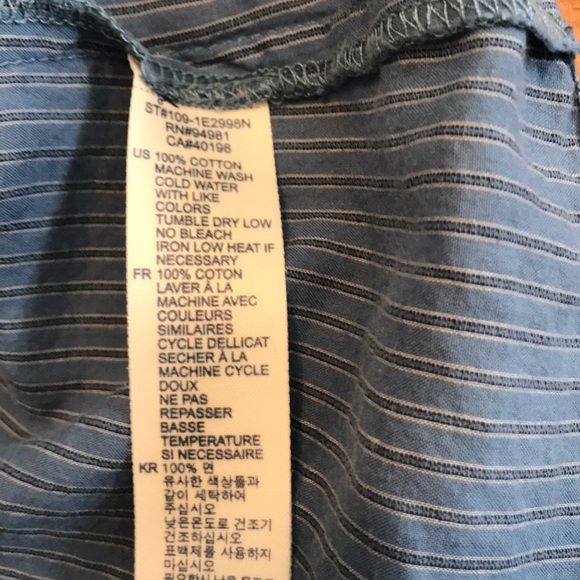 ST#109-1E2998N
RN#94981
CA#40198
US 100% COTTON
MACHINE WASH
COLD WATER
WITH LIKE
COLORS
TUMBLE DRY LOW
NO BLEACH
IRON LOW HEAT IF
NECESSARY
FR 100% COTON
LAVER À LA
MACHINE AVEC
COULEURS
SIMILAIRES
CYCLE DELLICAT
SECHER À LA
MACHINE CYCLE
DOUX
NE PAS
REPASSER
BASSE
TEMPERATURE
SI NECESSAIRE
KR 100% 면
유사한 색상들과
같이 세탁하여
주십시오
낮은온도로 건조기
건조하십시오
표백제를 사용하지
마십시오